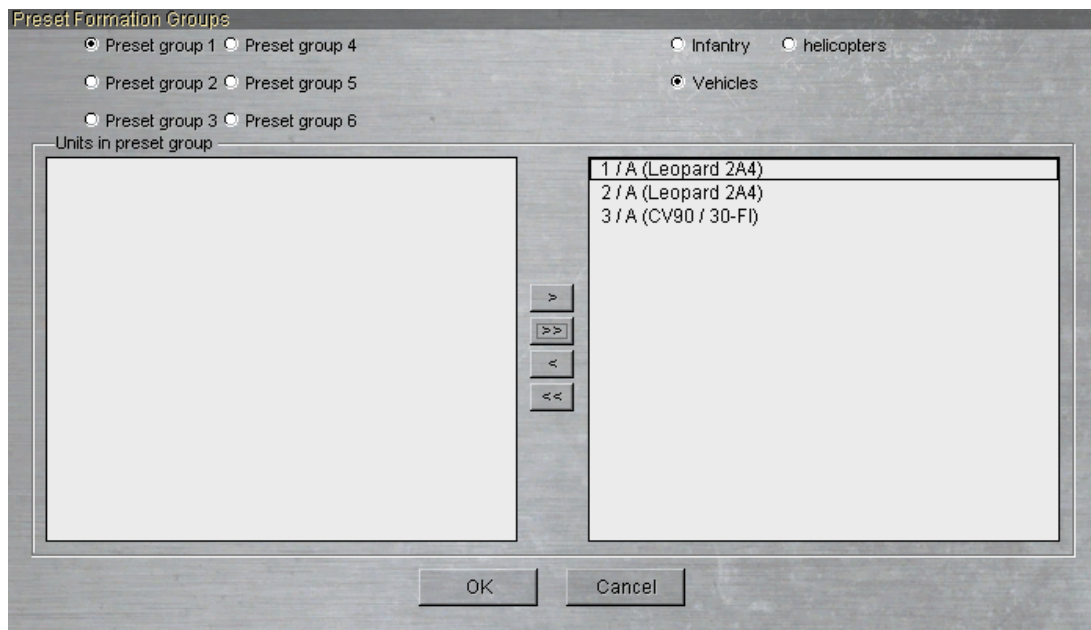 Preset Formation Groups
Preset group 1 Preset group 4 Infantry helicopters
Preset group 2 Preset group 5 Vehicles
Preset group 3 Preset group 6
Units in preset group
1 / A (Leopard 2A4)
2 / A (Leopard 2A4)
3 / A (CV90 / 30-FI)
>
>>
<
<<
OK Cancel